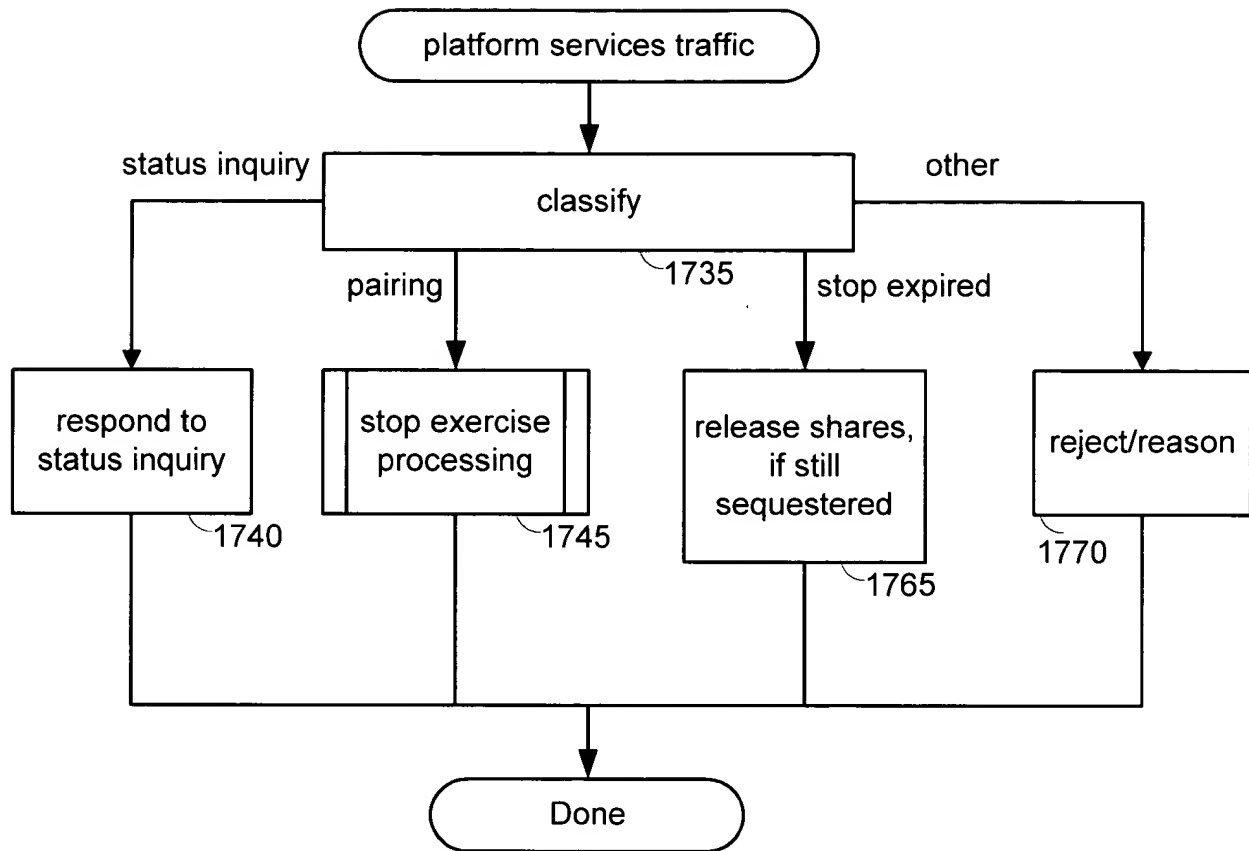 platform services traffic
status inquiry
other
classify
1735
pairing
stop expired
respond to
status inquiry
1740
stop exercise
processing
1745
release shares,
if still
sequestered
1765
reject/reason
1770
Done